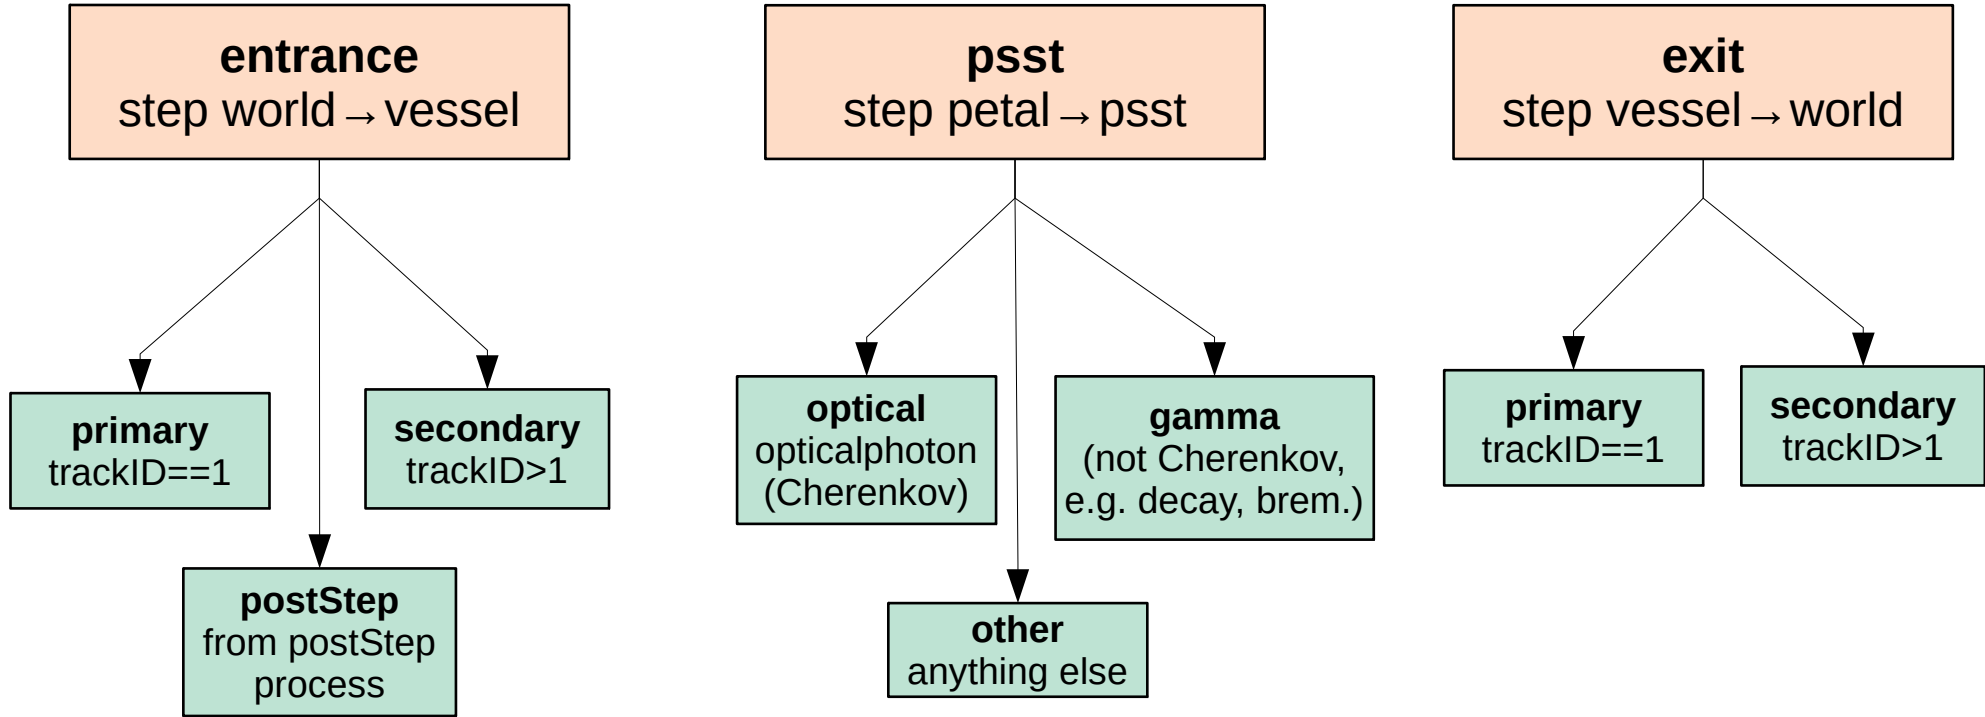 entrance
step world→vessel
primary
trackID==1
secondary
trackID>1
postStep
from postStep
process
psst
step petal→psst
optical
opticalphoton
(Cherenkov)
gamma
(not Cherenkov,
e.g. decay, brem.)
other
anything else
exit
step vessel→world
primary
trackID==1
secondary
trackID>1